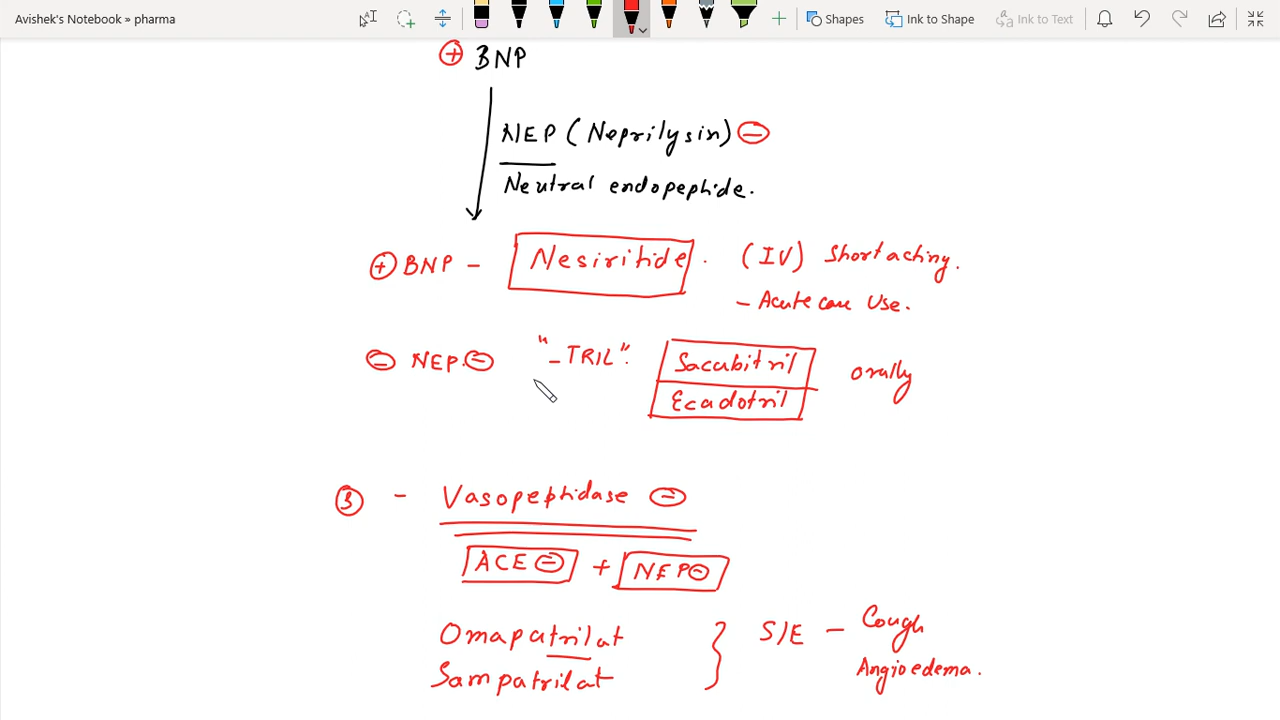 Avishek's Notebook » pharma
Shapes
Ink to Shape
Ink to Text
⊕ BNP
NEP (Neprilysin) ⊖
Neutral endopeptide.
⊕ BNP - Nesiritide. (IV) Short acting.
- Acute care Use.
⊖ NEP ⊖ "-TRIL". Sacubitril orally
Ecadotril
③ - Vasopeptidase ⊖
ACE ⊖ + NEP ⊖
Omapatrilat } S/E - Cough
Sampatrilat Angioedema.